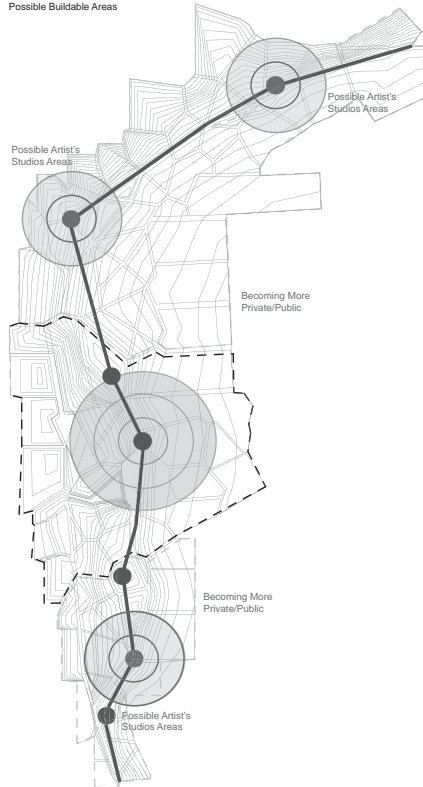 Possible Buildable Areas
Possible Artist's
Studios Areas
Possible Artist's
Studios Areas
Becoming More
Private/Public
Becoming More
Private/Public
Possible Artist's
Studios Areas